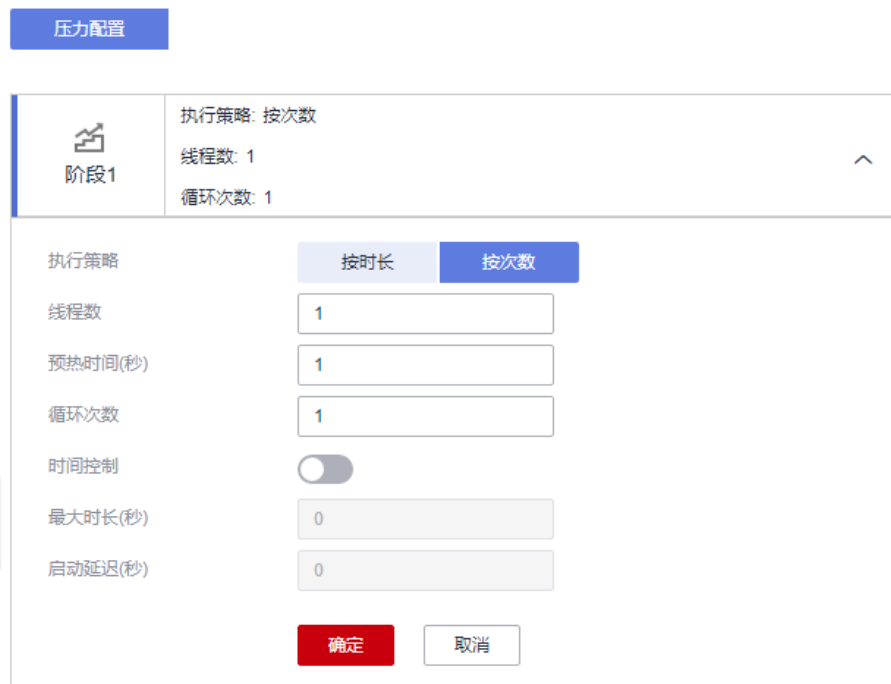 压力配置
执行策略: 按次数
线程数: 1
循环次数: 1
阶段1
执行策略 按时长 按次数
线程数 1
预热时间(秒) 1
循环次数 1
时间控制
最大时长(秒) 0
启动延迟(秒) 0
确定 取消